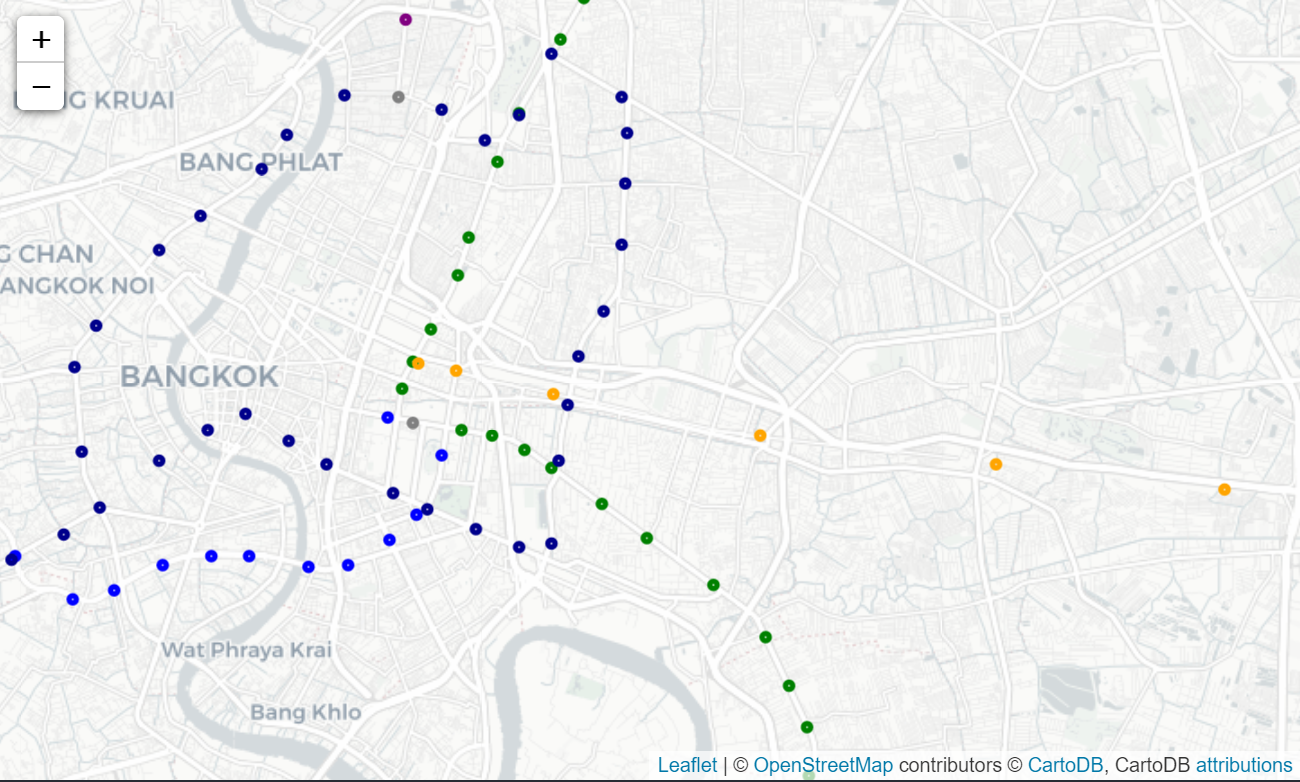 +
−
G KRUAI
BANG PHLAT
G CHAN
ANGKOK NOI
BANGKOK
Wat Phraya Krai
Bang Khlo
Leaflet | © OpenStreetMap contributors © CartoDB, CartoDB attributions